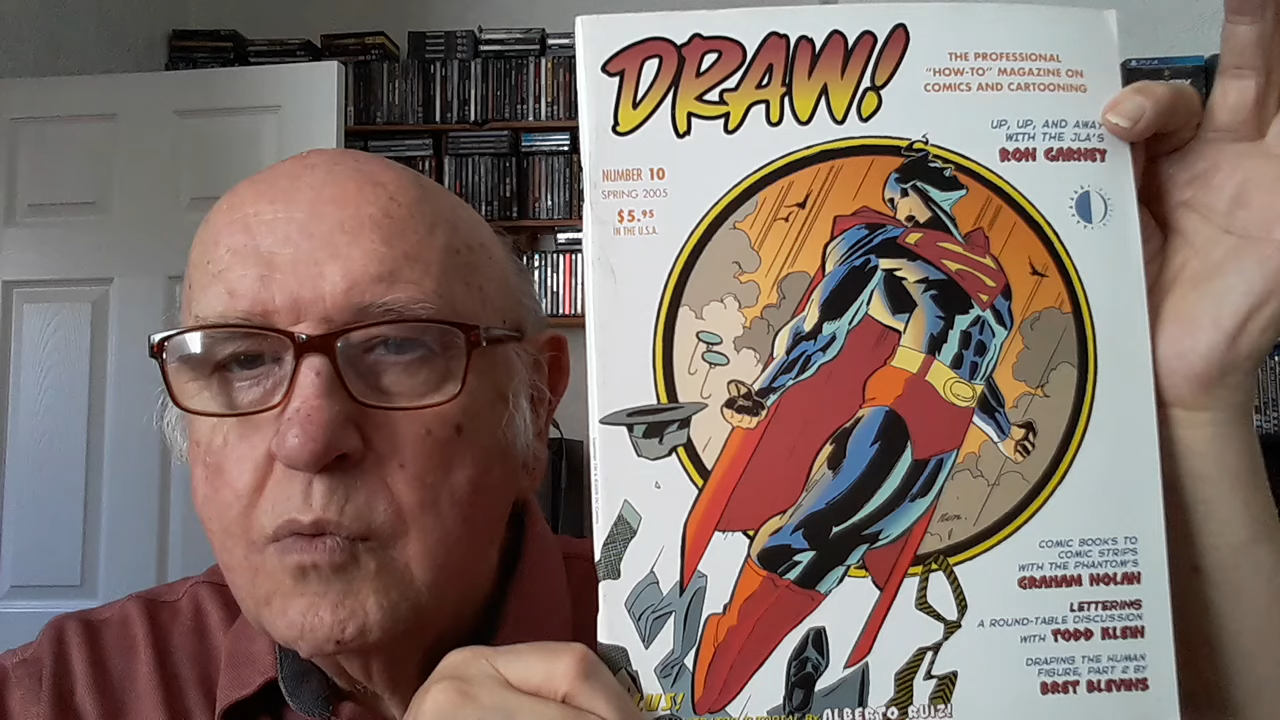 DRAW!
THE PROFESSIONAL
"HOW-TO" MAGAZINE ON
COMICS AND CARTOONING
UP, UP, AND AWAY
WITH THE JLA'S
RON GARNEY
NUMBER 10
SPRING 2005
$5.95
IN THE U.S.A.
S
COMIC BOOKS TO
COMIC STRIPS
WITH THE PHANTOM'S
GRAHAM NOLAN
LETTERING
A ROUND-TABLE DISCUSSION
WITH TODD KLEIN
DRAPING THE HUMAN
FIGURE, PART 2 BY
BRET BLEVINS
BY ALBERTO RUIZ!
PS4